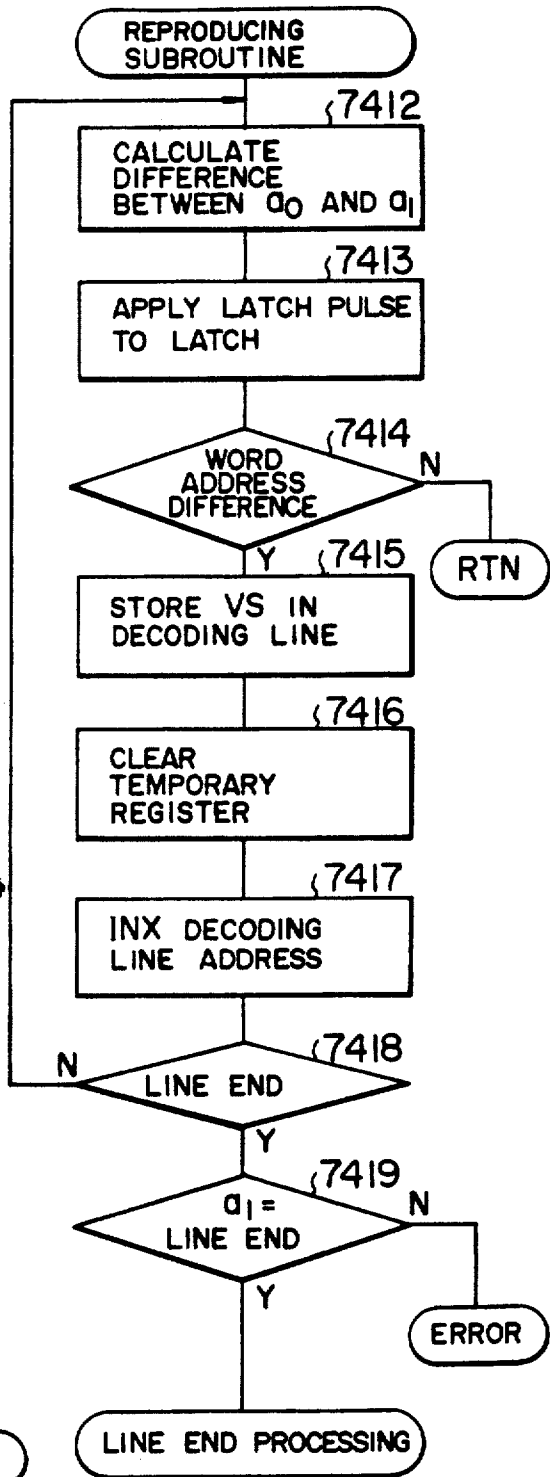 REPRODUCING
SUBROUTINE
7412
CALCULATE
DIFFERENCE
BETWEEN a0 AND a1
7413
APPLY LATCH PULSE
TO LATCH
7414
WORD
ADDRESS
DIFFERENCE
N
RTN
Y
7415
STORE VS IN
DECODING LINE
7416
CLEAR
TEMPORARY
REGISTER
7417
INX DECODING
LINE ADDRESS
7418
N
LINE END
Y
7419
a1 =
LINE END
N
Y
ERROR
LINE END PROCESSING